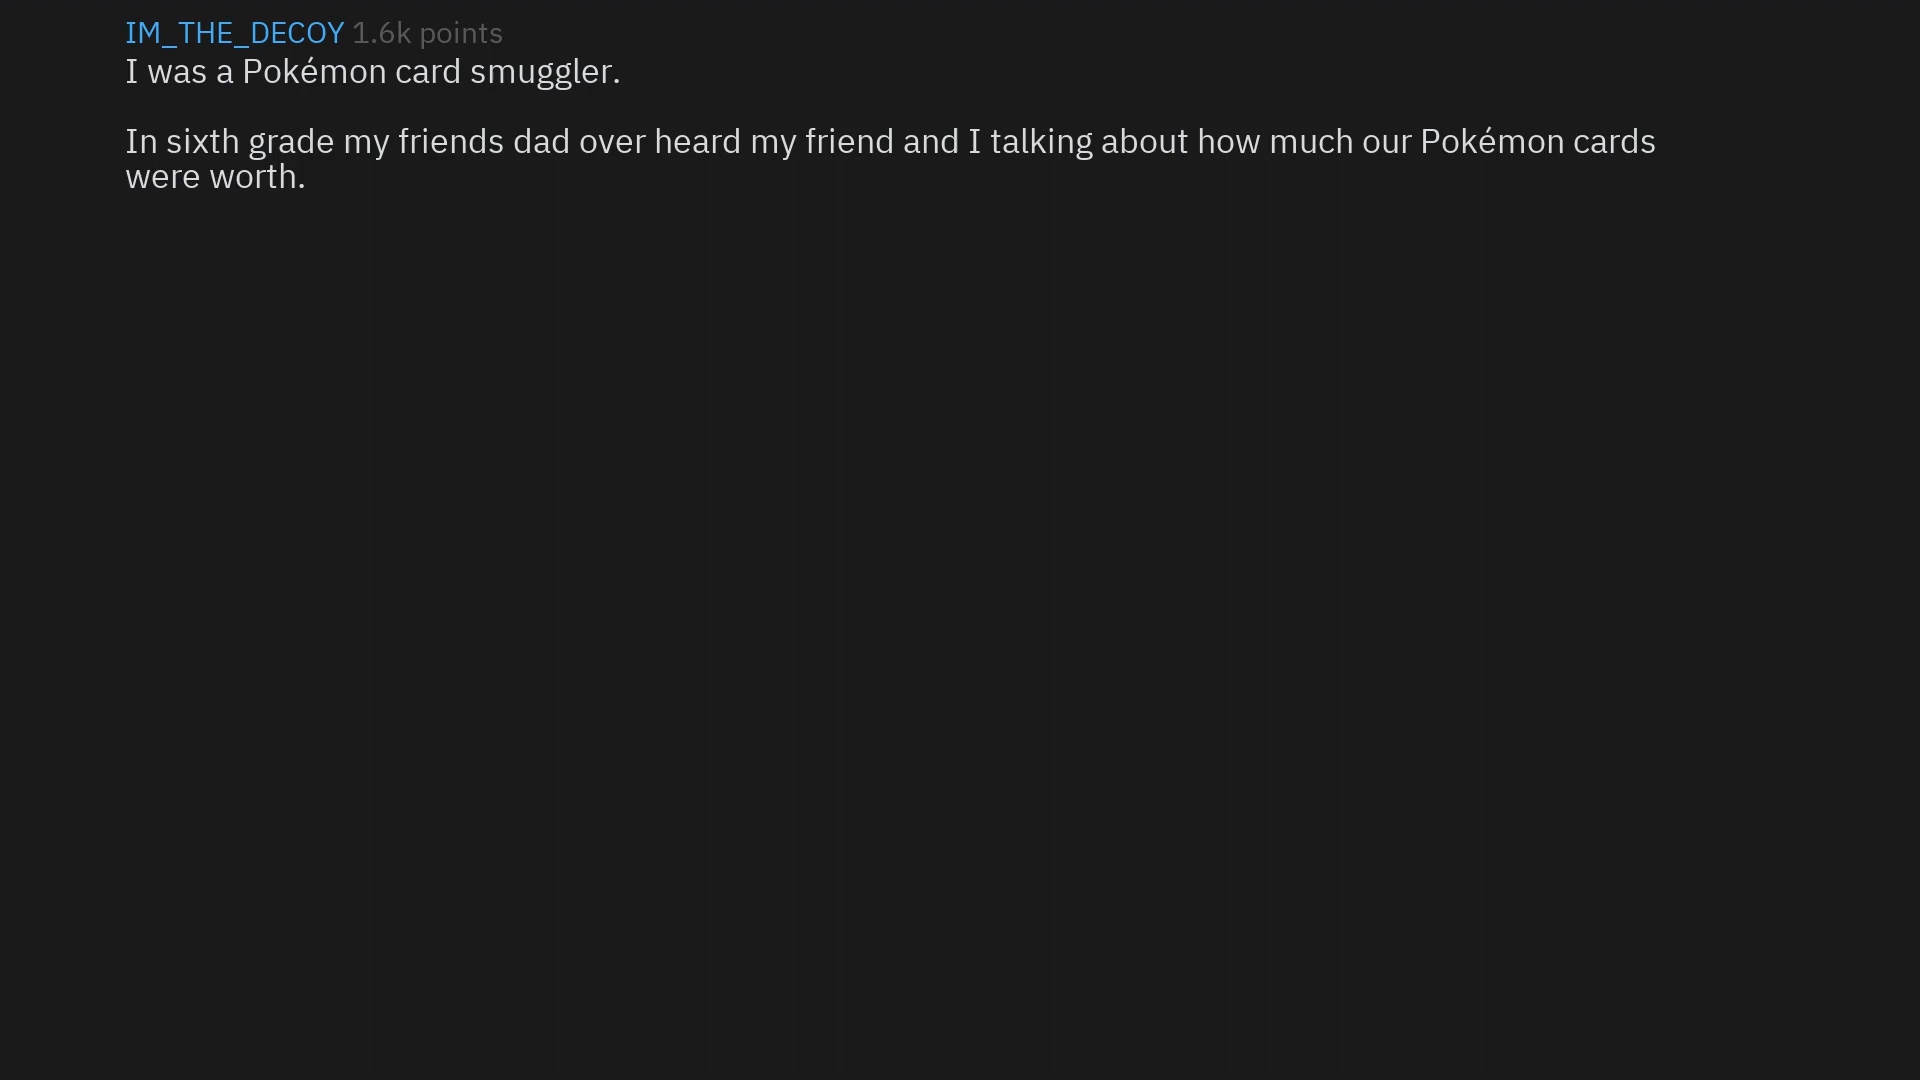 IM_THE_DECOY 1.6k points
I was a Pokémon card smuggler.
In sixth grade my friends dad over heard my friend and I talking about how much our Pokémon cards
were worth.